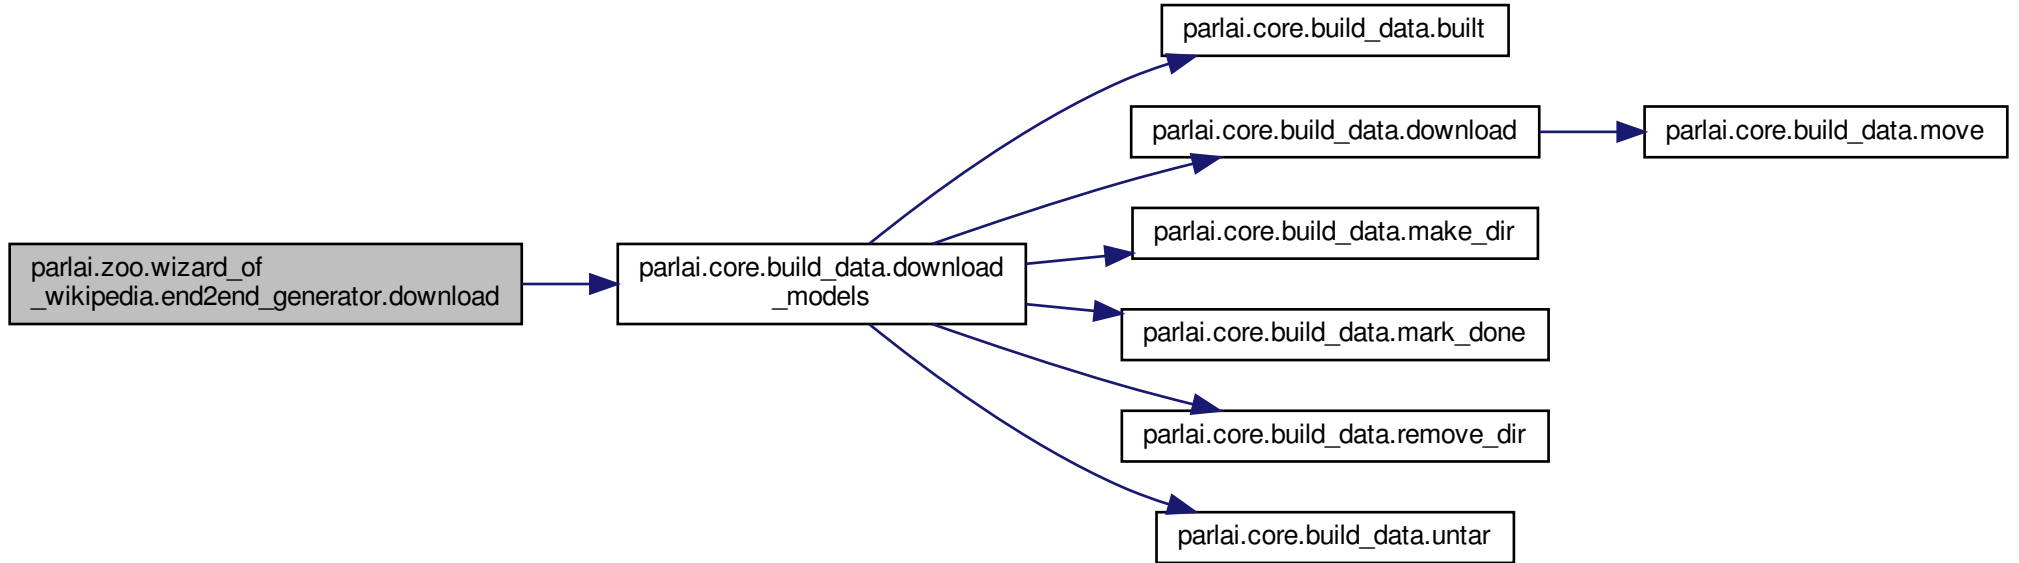 parlai.core.build_data.built
parlai.core.build_data.download
parlai.core.build_data.move
parlai.core.build_data.make_dir
parlai.zoo.wizard_of
_wikipedia.end2end_generator.download
parlai.core.build_data.download
_models
parlai.core.build_data.mark_done
parlai.core.build_data.remove_dir
parlai.core.build_data.untar